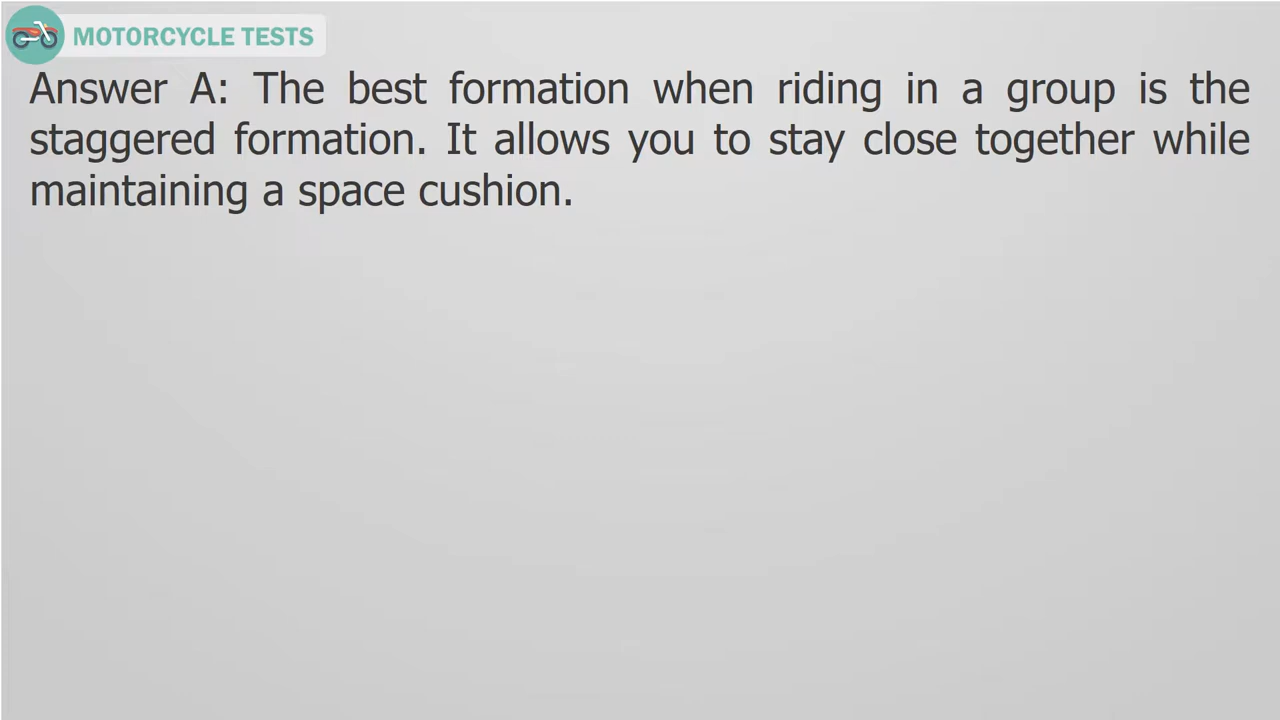 MOTORCYCLE TESTS
Answer A: The best formation when riding in a group is the
staggered formation. It allows you to stay close together while
maintaining a space cushion.